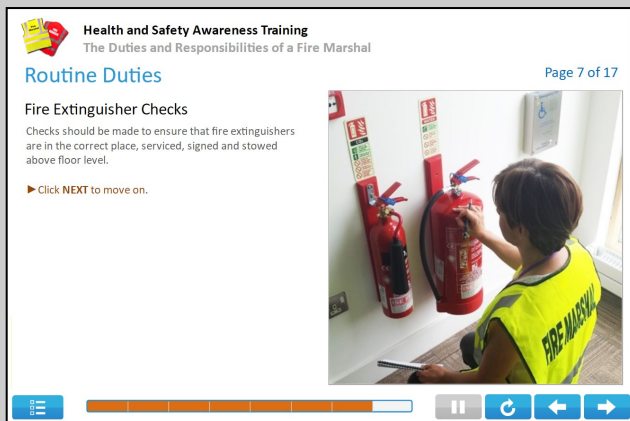 Health and Safety Awareness Training
The Duties and Responsibilities of a Fire Marshal
Routine Duties
Page 7 of 17
Fire Extinguisher Checks
Checks should be made to ensure that fire extinguishers
are in the correct place, serviced, signed and stowed
above floor level.
►Click NEXT to move on.
FIRE MARSHAL